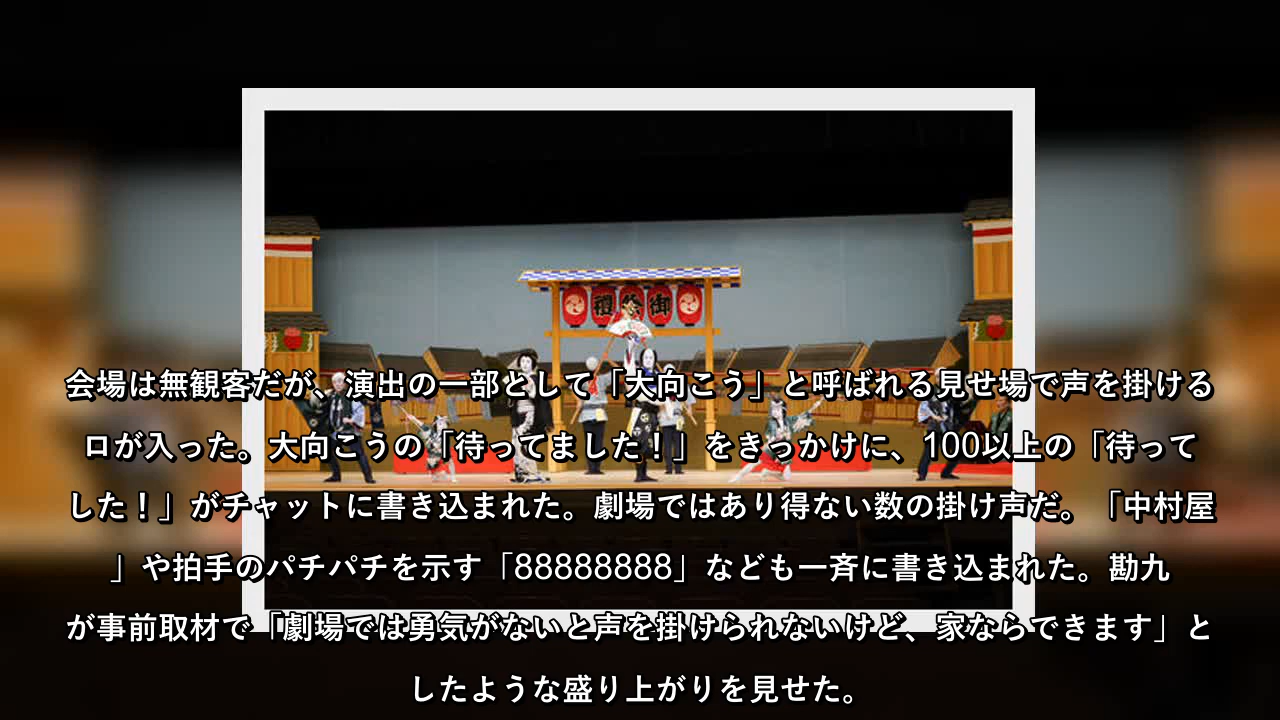 禮祭御
会場は無観客だが、演出の一部として「大向こう」と呼ばれる見せ場で声を掛ける
ロが入った。大向こうの「待ってました！」をきっかけに、100以上の「待って
した！」がチャットに書き込まれた。劇場ではあり得ない数の掛け声だ。「中村屋
」や拍手のパチパチを示す「88888888」なども一斉に書き込まれた。勘九
が事前取材で「劇場では勇気がないと声を掛けられないけど、家ならできます」と
したような盛り上がりを見せた。